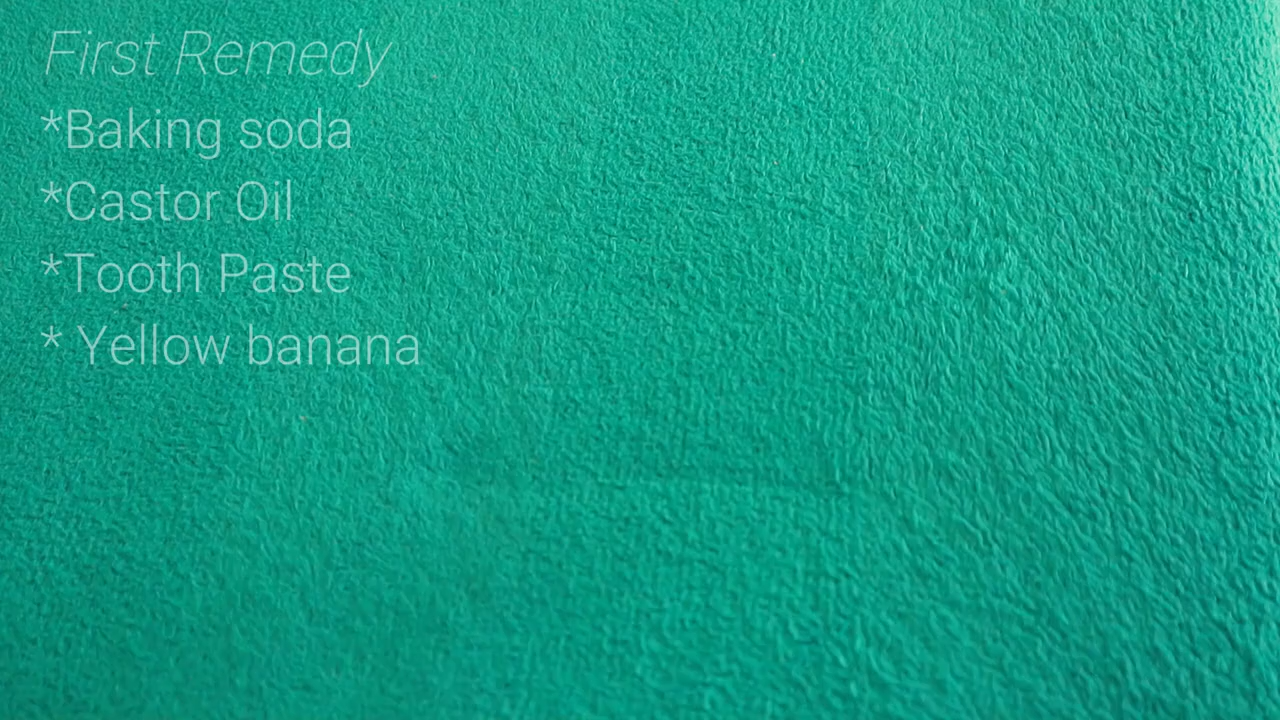 First Remedy
*Baking soda
*Castor Oil
*Tooth Paste
* Yellow banana